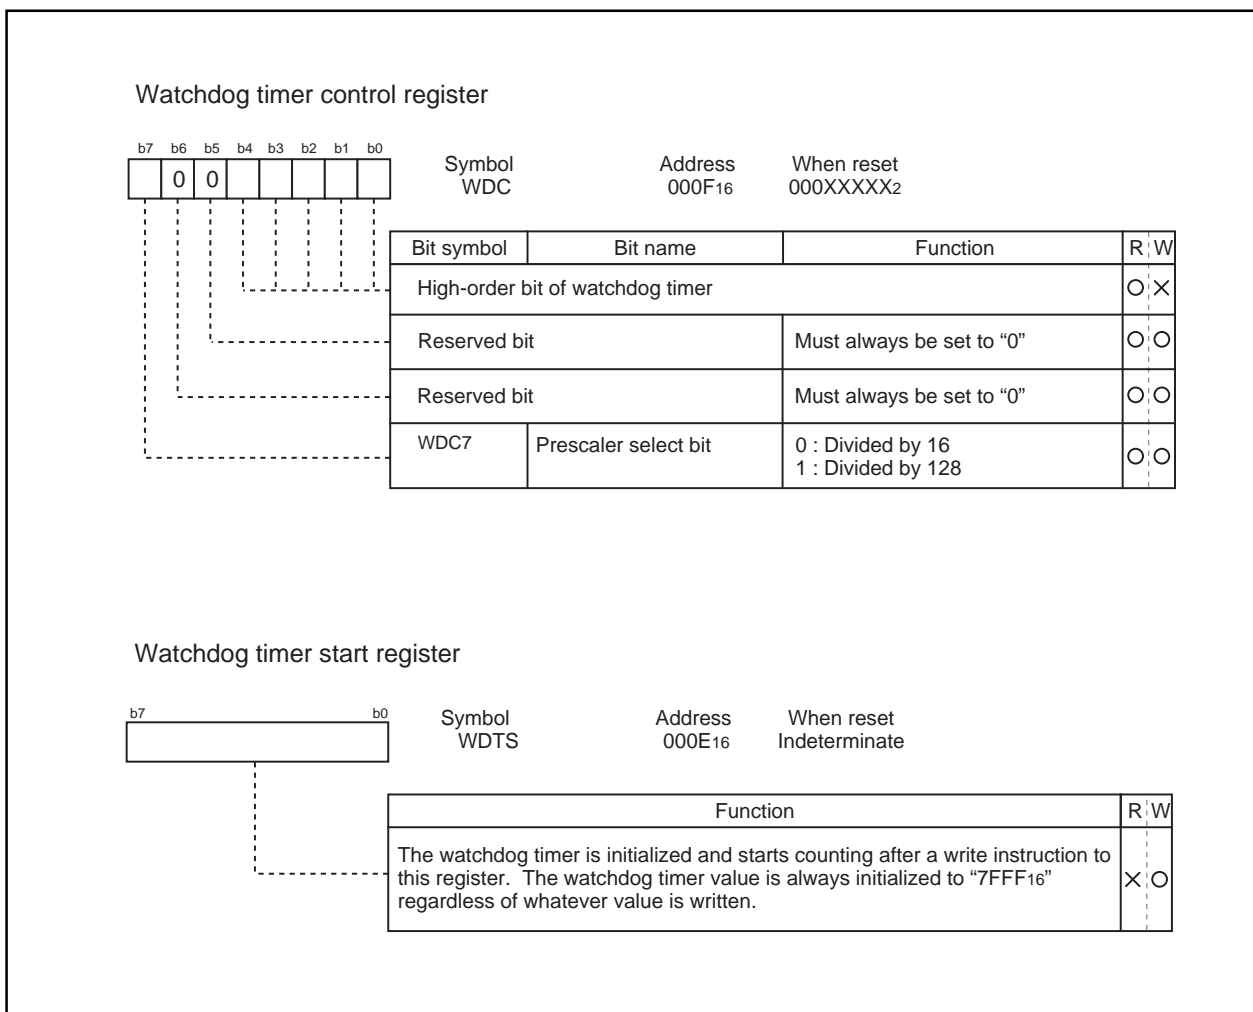 Watchdog timer control register
b7 b6 b5 b4 b3 b2 b1 b0
0 0
Symbol Address When reset
WDC 000F16 000XXXXX2
Bit symbol Bit name Function R W
High-order bit of watchdog timer
Reserved bit Must always be set to “0”
Reserved bit Must always be set to “0”
WDC7 Prescaler select bit 0 : Divided by 16
1 : Divided by 128
Watchdog timer start register
b7 b0
Symbol Address When reset
WDTS 000E16 Indeterminate
Function R W
The watchdog timer is initialized and starts counting after a write instruction to
this register. The watchdog timer value is always initialized to “7FFF16”
regardless of whatever value is written.